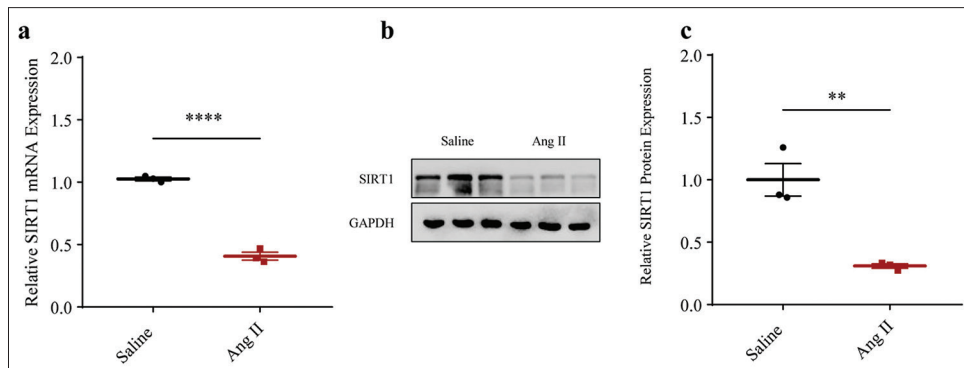 a
Relative SIRT1 mRNA Expression
2.0
1.5
1.0
0.5
0.0
****
Saline
Ang II
b
Saline Ang II
SIRT1
GAPDH
c
Relative SIRT1 Protein Expression
2.0
1.5
1.0
0.5
0.0
**
Saline
Ang II